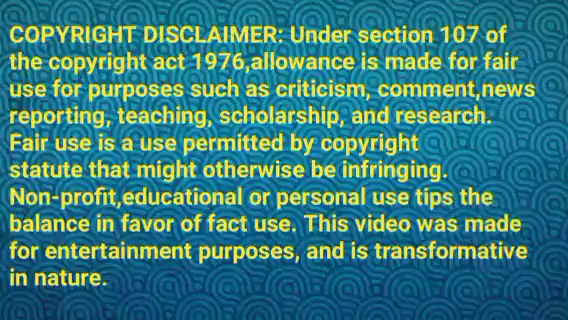 COPYRIGHT DISCLAIMER: Under section 107 of
the copyright act 1976,allowance is made for fair
use for purposes such as criticism, comment,news
reporting, teaching, scholarship, and research.
Fair use is a use permitted by copyright
statute that might otherwise be infringing.
Non-profit,educational or personal use tips the
balance in favor of fact use. This video was made
for entertainment purposes, and is transformative
in nature.